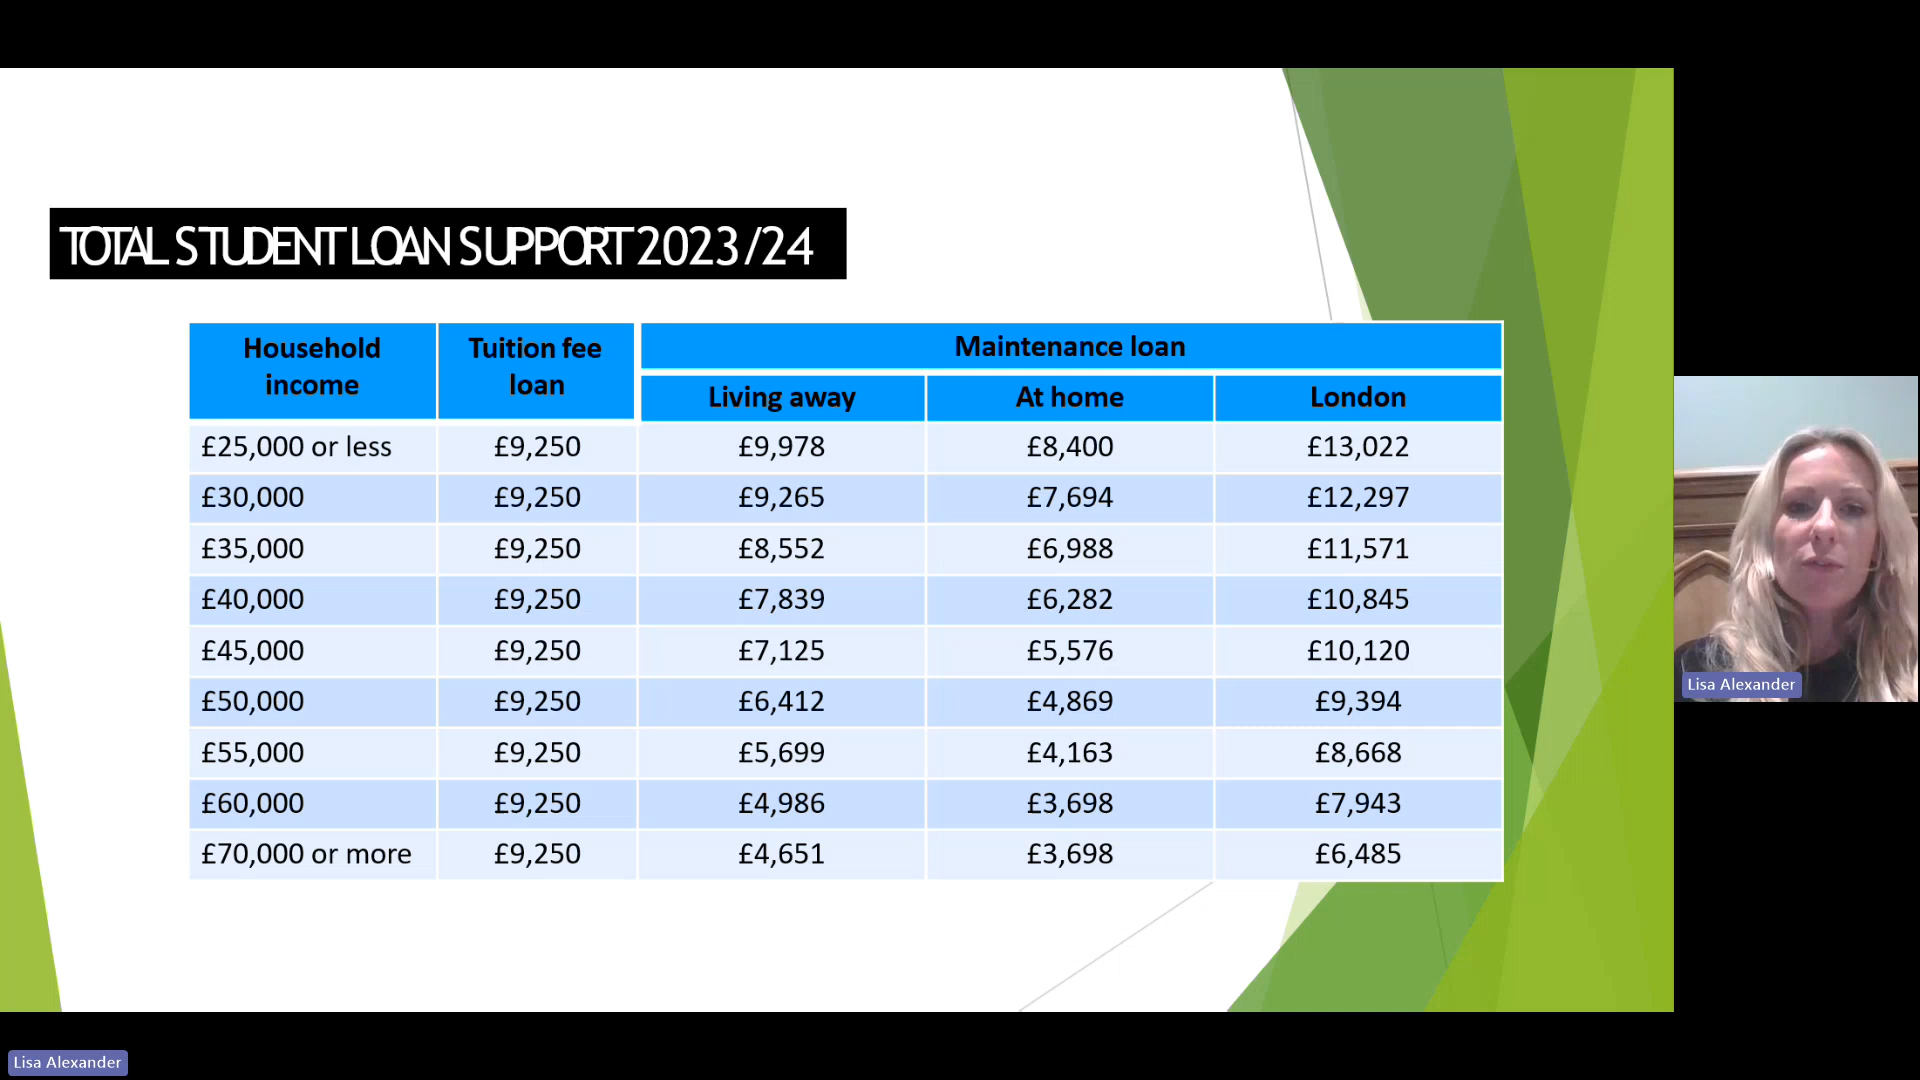 TOTAL STUDENT LOAN SUPPORT 2023/24
Household income
Tuition fee loan
Maintenance loan
Living away At home London
£25,000 or less £9,250 £9,978 £8,400 £13,022
£30,000 £9,250 £9,265 £7,694 £12,297
£35,000 £9,250 £8,552 £6,988 £11,571
£40,000 £9,250 £7,839 £6,282 £10,845
£45,000 £9,250 £7,125 £5,576 £10,120
£50,000 £9,250 £6,412 £4,869 £9,394
£55,000 £9,250 £5,699 £4,163 £8,668
£60,000 £9,250 £4,986 £3,698 £7,943
£70,000 or more £9,250 £4,651 £3,698 £6,485
Lisa Alexander
Lisa Alexander